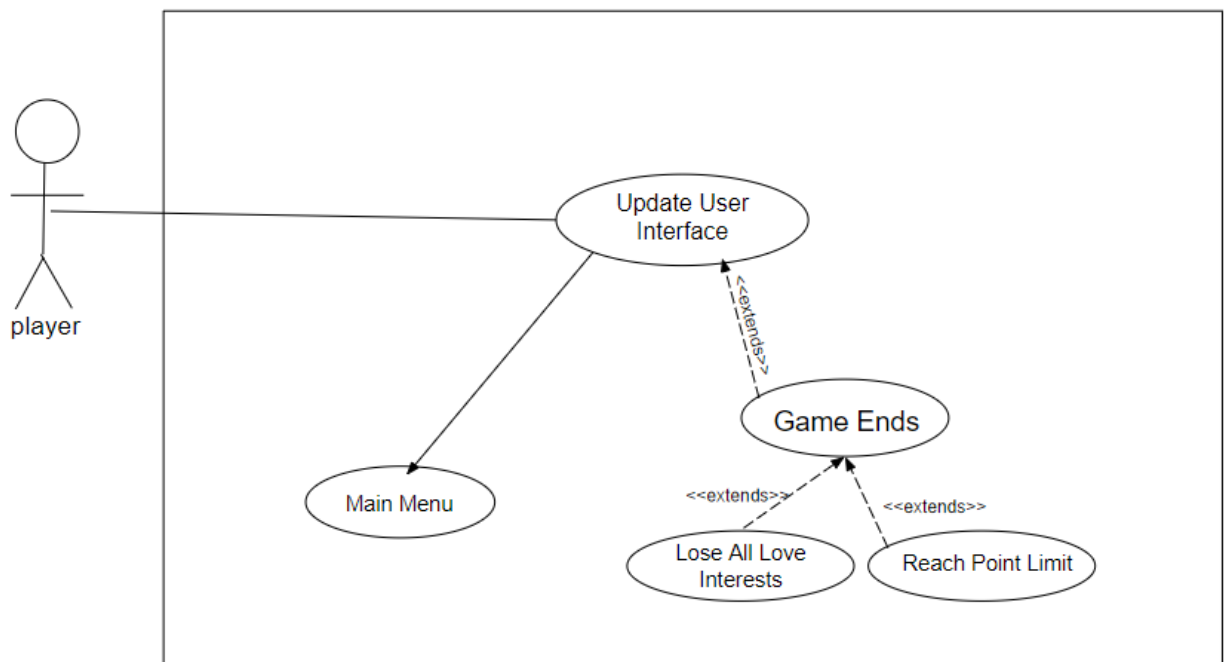 player
Update User
Interface
<<extends>>
Game Ends
<<extends>>
<<extends>>
Main Menu
Lose All Love
Interests
Reach Point Limit